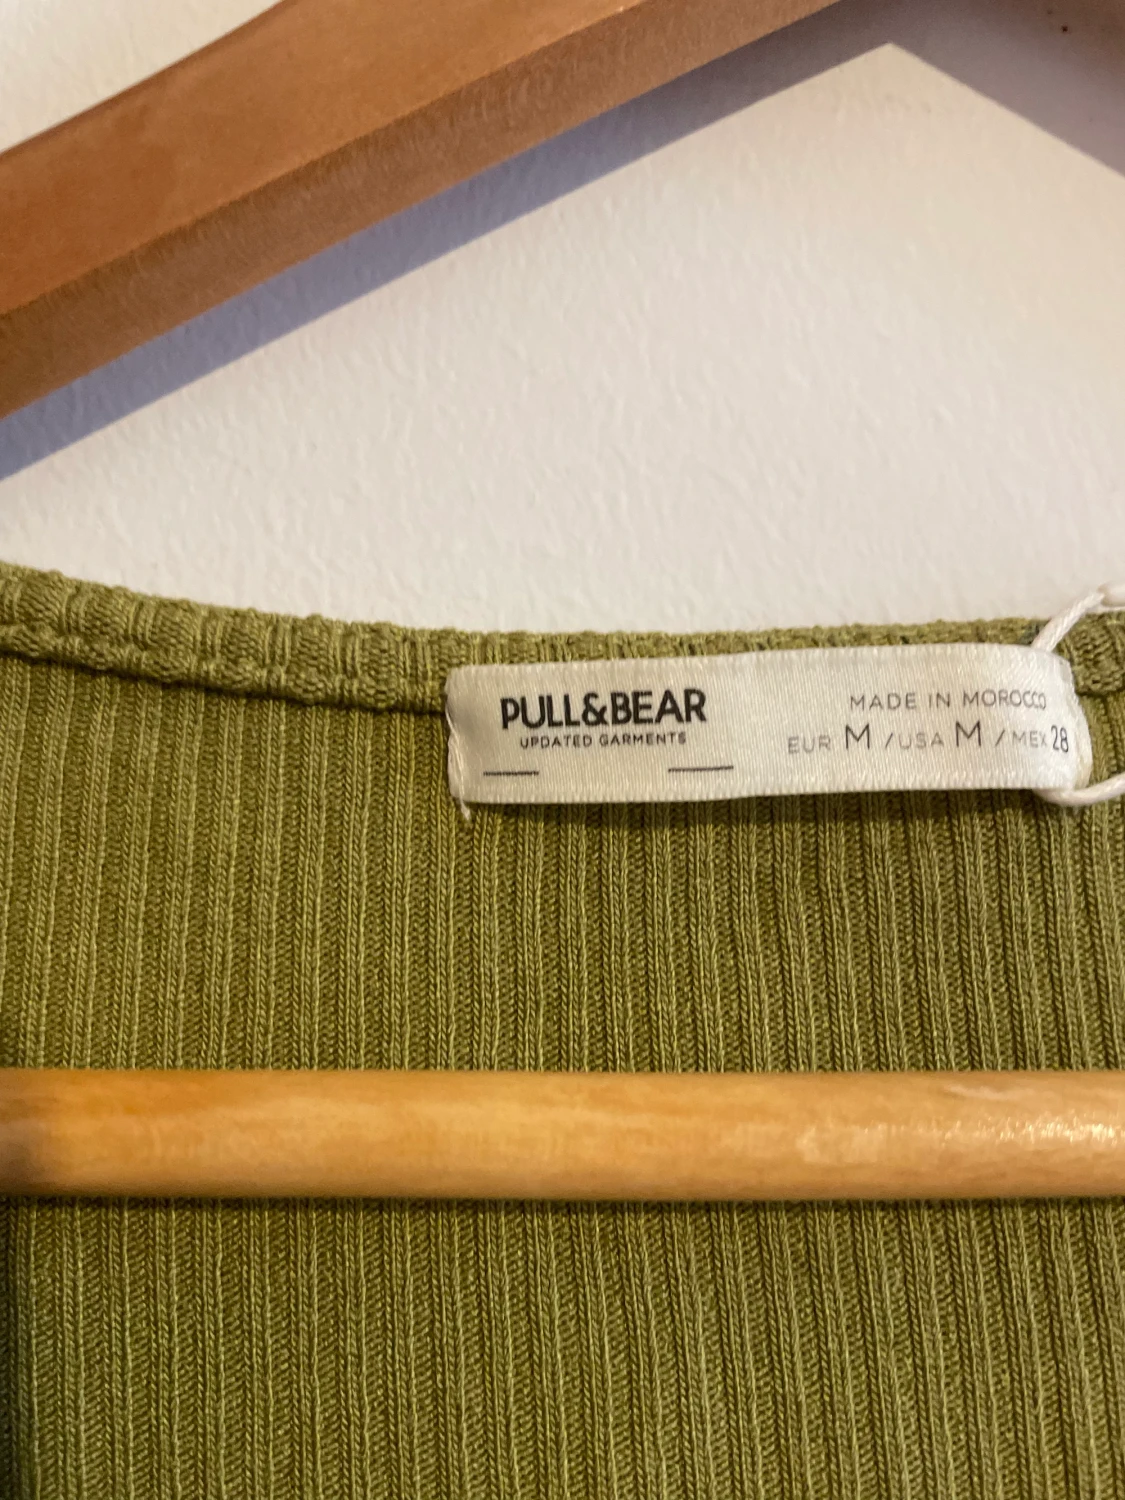 PULL&BEAR
UPDATED GARMENTS
MADE IN MOROCCO
EUR M /USA M /MEX 28